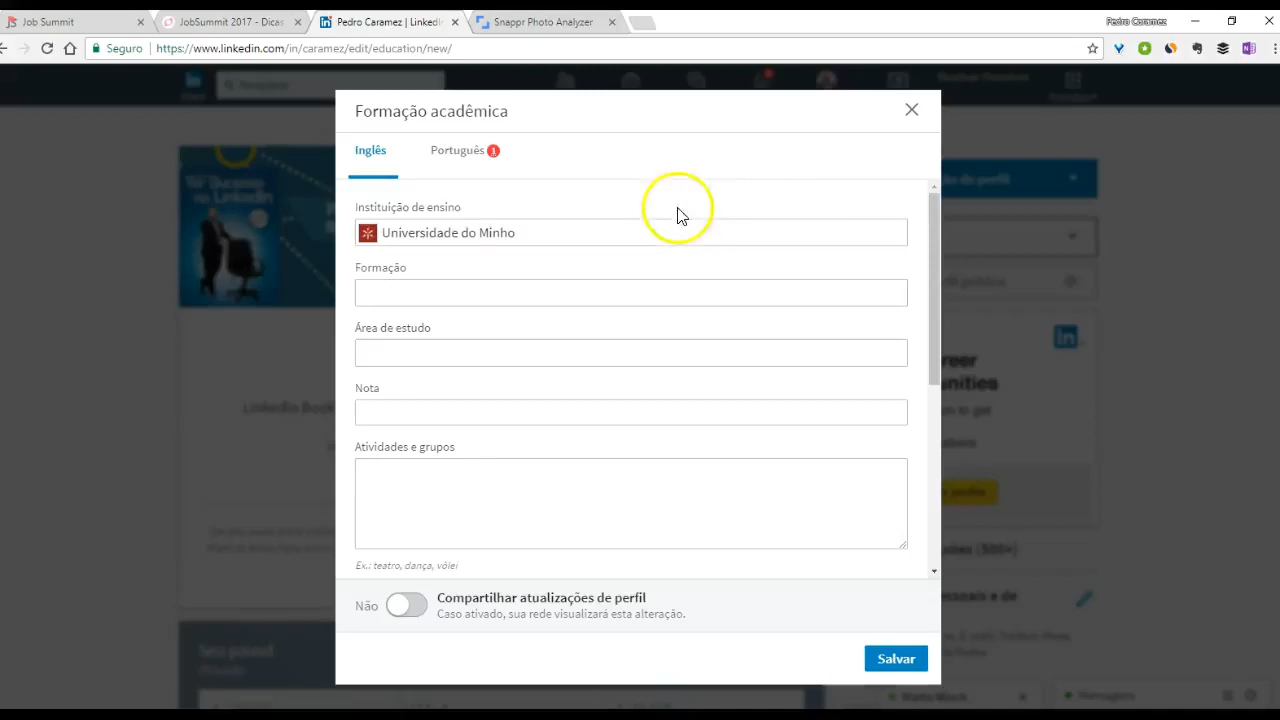 Job Summit
JobSummit 2017 - Dicas
Pedro Caramez | LinkedIn
Snappr Photo Analyzer
Pedro Caramez
Seguro
https://www.linkedin.com/in/caramez/edit/education/new/
Formação acadêmica
Inglês
Português 1
Instituição de ensino
Universidade do Minho
Formação
Área de estudo
Nota
Atividades e grupos
Ex.: teatro, dança, vôlei
Não
Compartilhar atualizações de perfil
Caso ativado, sua rede visualizará esta alteração.
Salvar